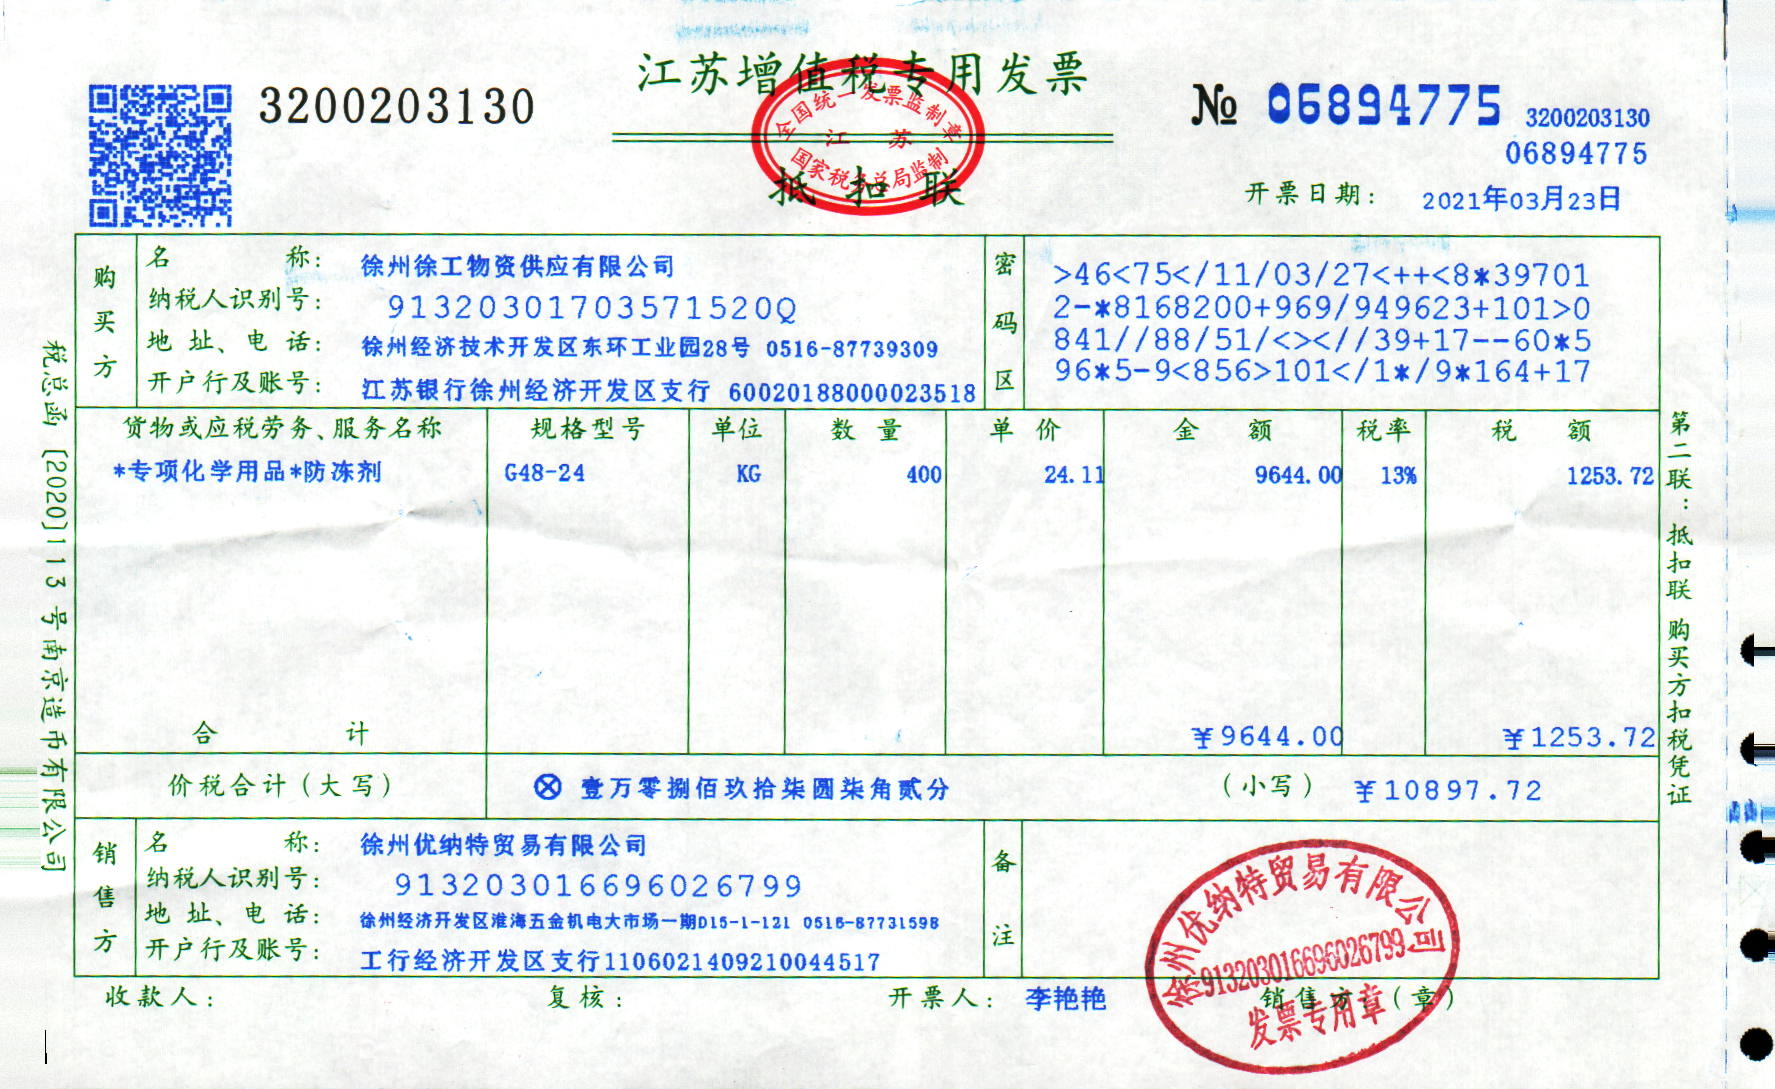 江苏增值税专用发票
3200203130
№ 06894775
3200203130
06894775
全国统一发票监制章
江 苏
国家税务总局监制
抵 扣 联
开票日期: 2021年03月23日
购买方
名 称: 徐州徐工物资供应有限公司
纳税人识别号: 91320301703571520Q
地 址、电 话: 徐州经济技术开发区东环工业园28号 0516-87739309
开户行及账号: 江苏银行徐州经济开发区支行 60020188000023518
密码区
>46<75</11/03/27<++<8*39701
2-*8168200+969/949623+101>0
841//88/51/<><//39+17--60*5
96*5-9<856>101</1*/9*164+17
货物或应税劳务、服务名称 规格型号 单位 数 量 单 价 金 额 税率 税 额
*专项化学用品*防冻剂 G48-24 KG 400 24.11 9644.00 13% 1253.72
合 计 ¥9644.00 ¥1253.72
价税合计(大写) ⊗壹万零捌佰玖拾柒圆柒角贰分 (小写) ¥10897.72
销售方
名 称: 徐州优纳特贸易有限公司
纳税人识别号: 913203016696026799
地 址、电 话: 徐州经济开发区淮海五金机电大市场一期D15-1-121 0516-87731598
开户行及账号: 工行经济开发区支行1106021409210044517
备注
收款人: 复核: 开票人: 李艳艳 销售方:(章)
徐州优纳特贸易有限公司
913203016696026799
发票专用章
税总函[2020]113号南京造币有限公司
第二联:抵扣联 购买方扣税凭证